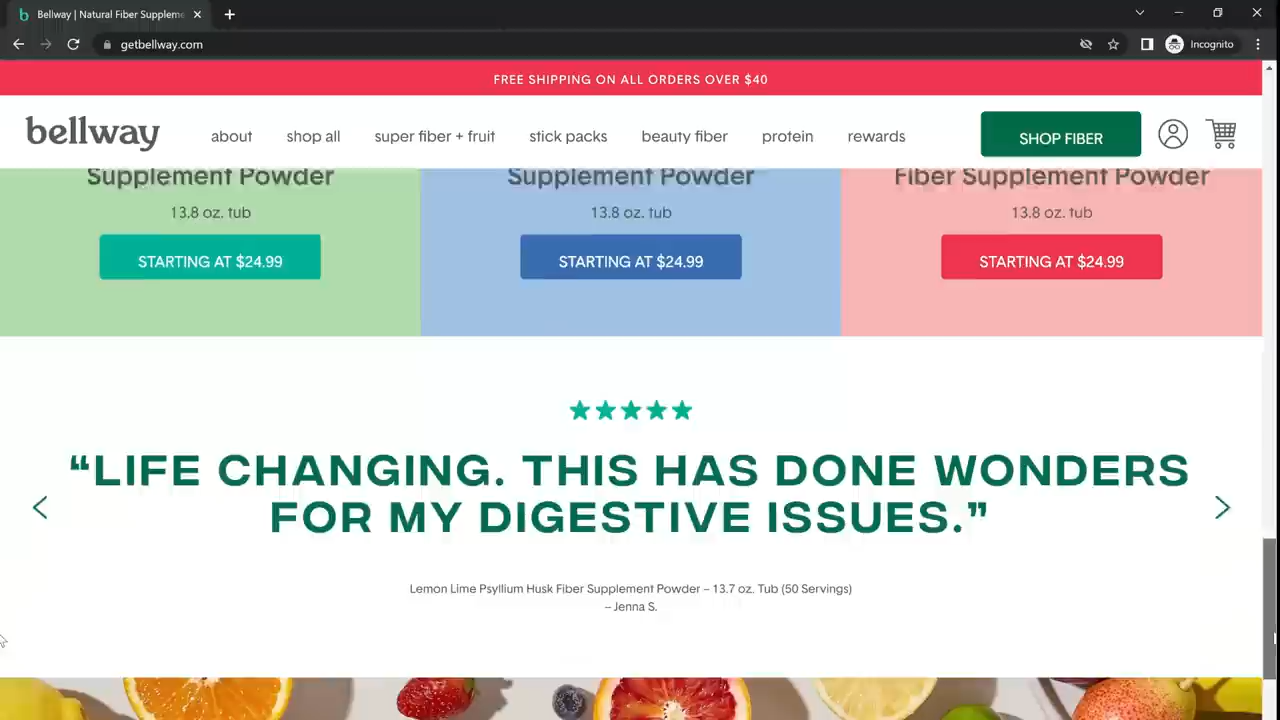 Bellway | Natural Fiber Suppleme
getbellway.com
Incognito
FREE SHIPPING ON ALL ORDERS OVER $40
bellway
about
shop all
super fiber + fruit
stick packs
beauty fiber
protein
rewards
SHOP FIBER
Supplement Powder
13.8 oz. tub
STARTING AT $24.99
Supplement Powder
13.8 oz. tub
STARTING AT $24.99
Fiber Supplement Powder
13.8 oz. tub
STARTING AT $24.99
“LIFE CHANGING. THIS HAS DONE WONDERS
FOR MY DIGESTIVE ISSUES.”
Lemon Lime Psyllium Husk Fiber Supplement Powder – 13.7 oz. Tub (50 Servings)
– Jenna S.